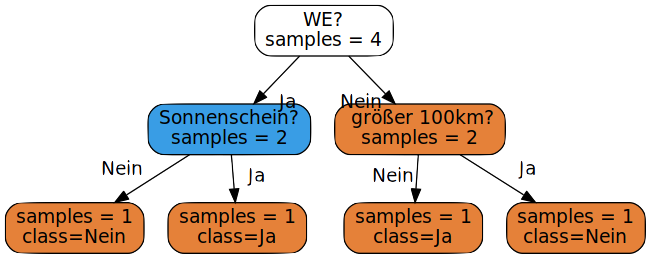 WE?
samples = 4
Ja
Nein
Sonnenschein?
samples = 2
größer 100km?
samples = 2
Nein
Ja
Nein
Ja
samples = 1
class=Nein
samples = 1
class=Ja
samples = 1
class=Ja
samples = 1
class=Nein